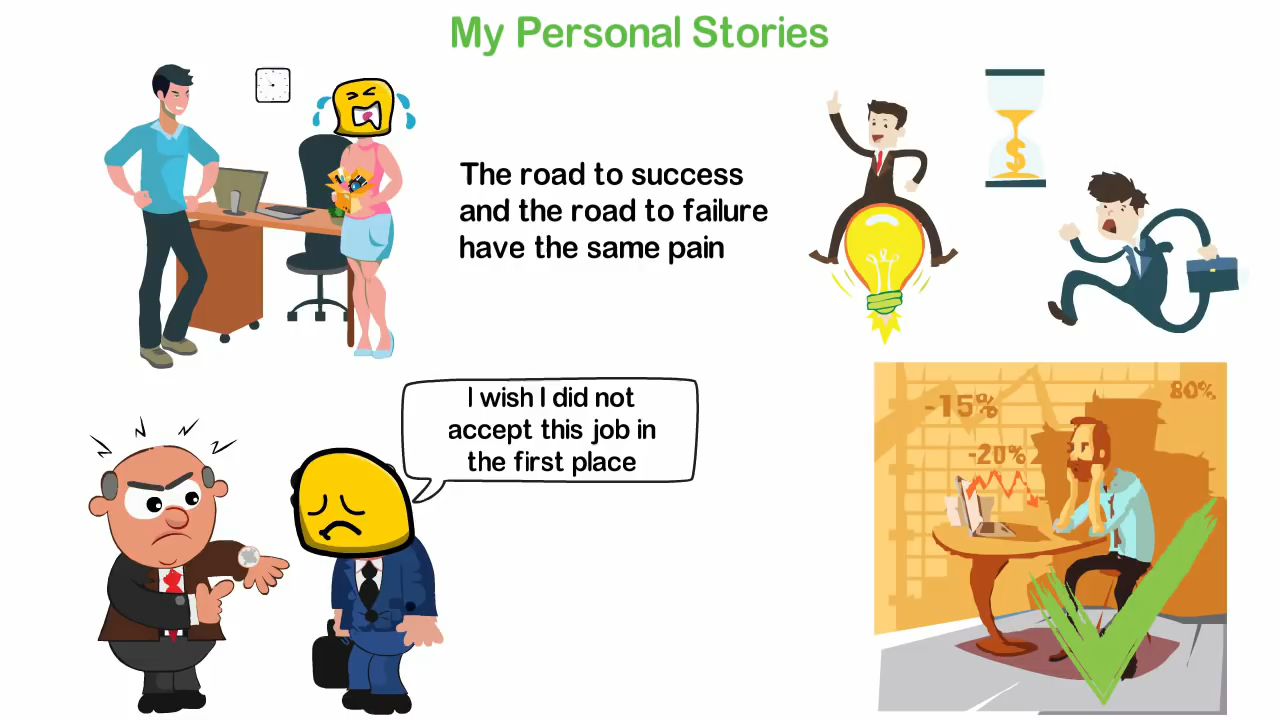 My Personal Stories
The road to success
and the road to failure
have the same pain
$
I wish I did not
accept this job in
the first place
-15%
80%
-20%